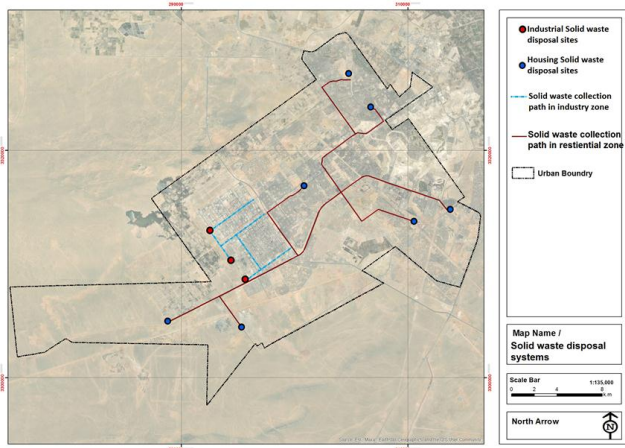 Industrial Solid waste
disposal sites
Housing Solid waste
disposal sites
Solid waste collection
path in industry zone
Solid waste collection
path in restiential zone
Urban Boundry
Map Name /
Solid waste disposal
systems
Scale Bar
1:135,000
0 2 4 8
k.m
North Arrow
N